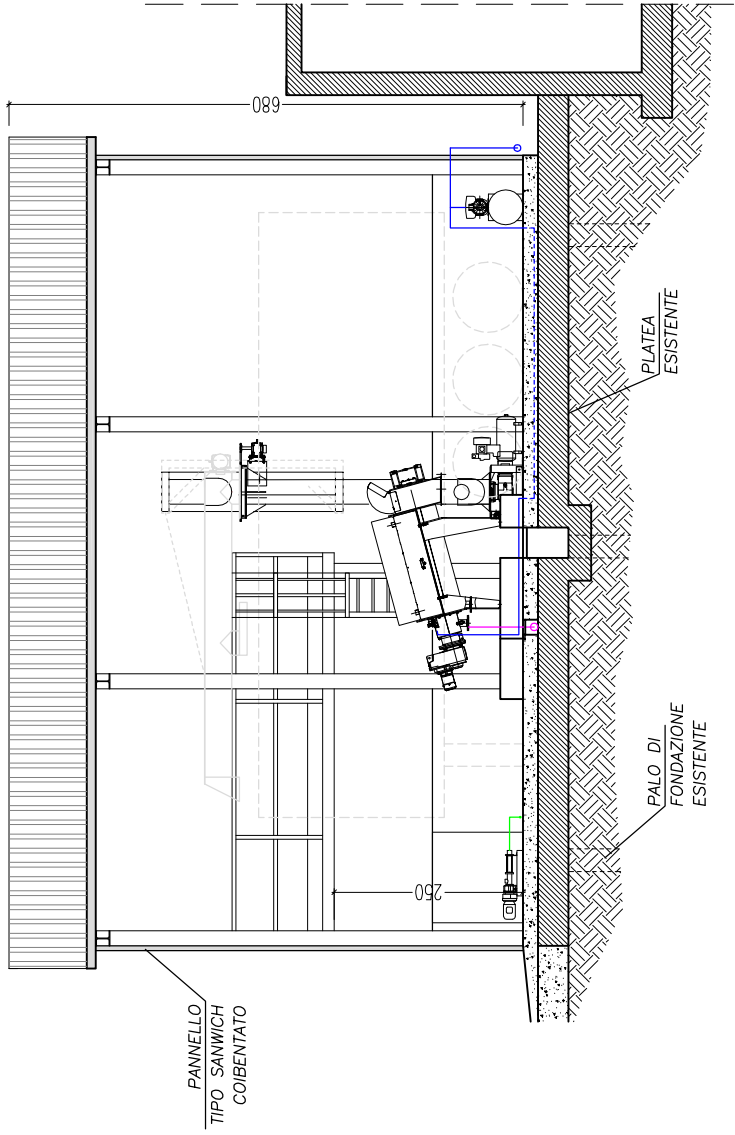 680
250
PLATEA
ESISTENTE
PALO DI
FONDAZIONE
ESISTENTE
PANNELLO
TIPO SANWICH
COIBENTATO